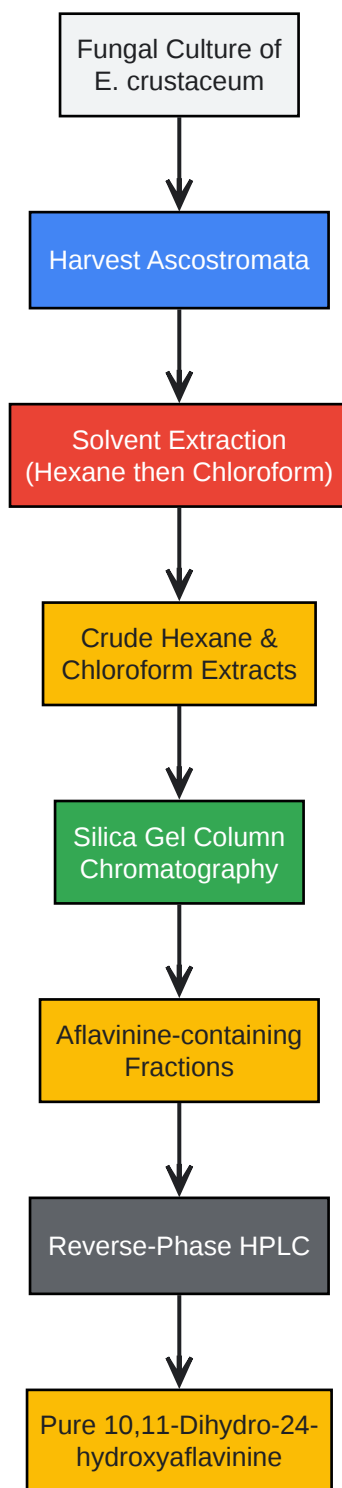 Fungal Culture of
E. crustaceum
Harvest Ascostromata
Solvent Extraction
(Hexane then Chloroform)
Crude Hexane &
Chloroform Extracts
Silica Gel Column
Chromatography
Aflavinine-containing
Fractions
Reverse-Phase HPLC
Pure 10,11-Dihydro-24-
hydroxyaflavinine